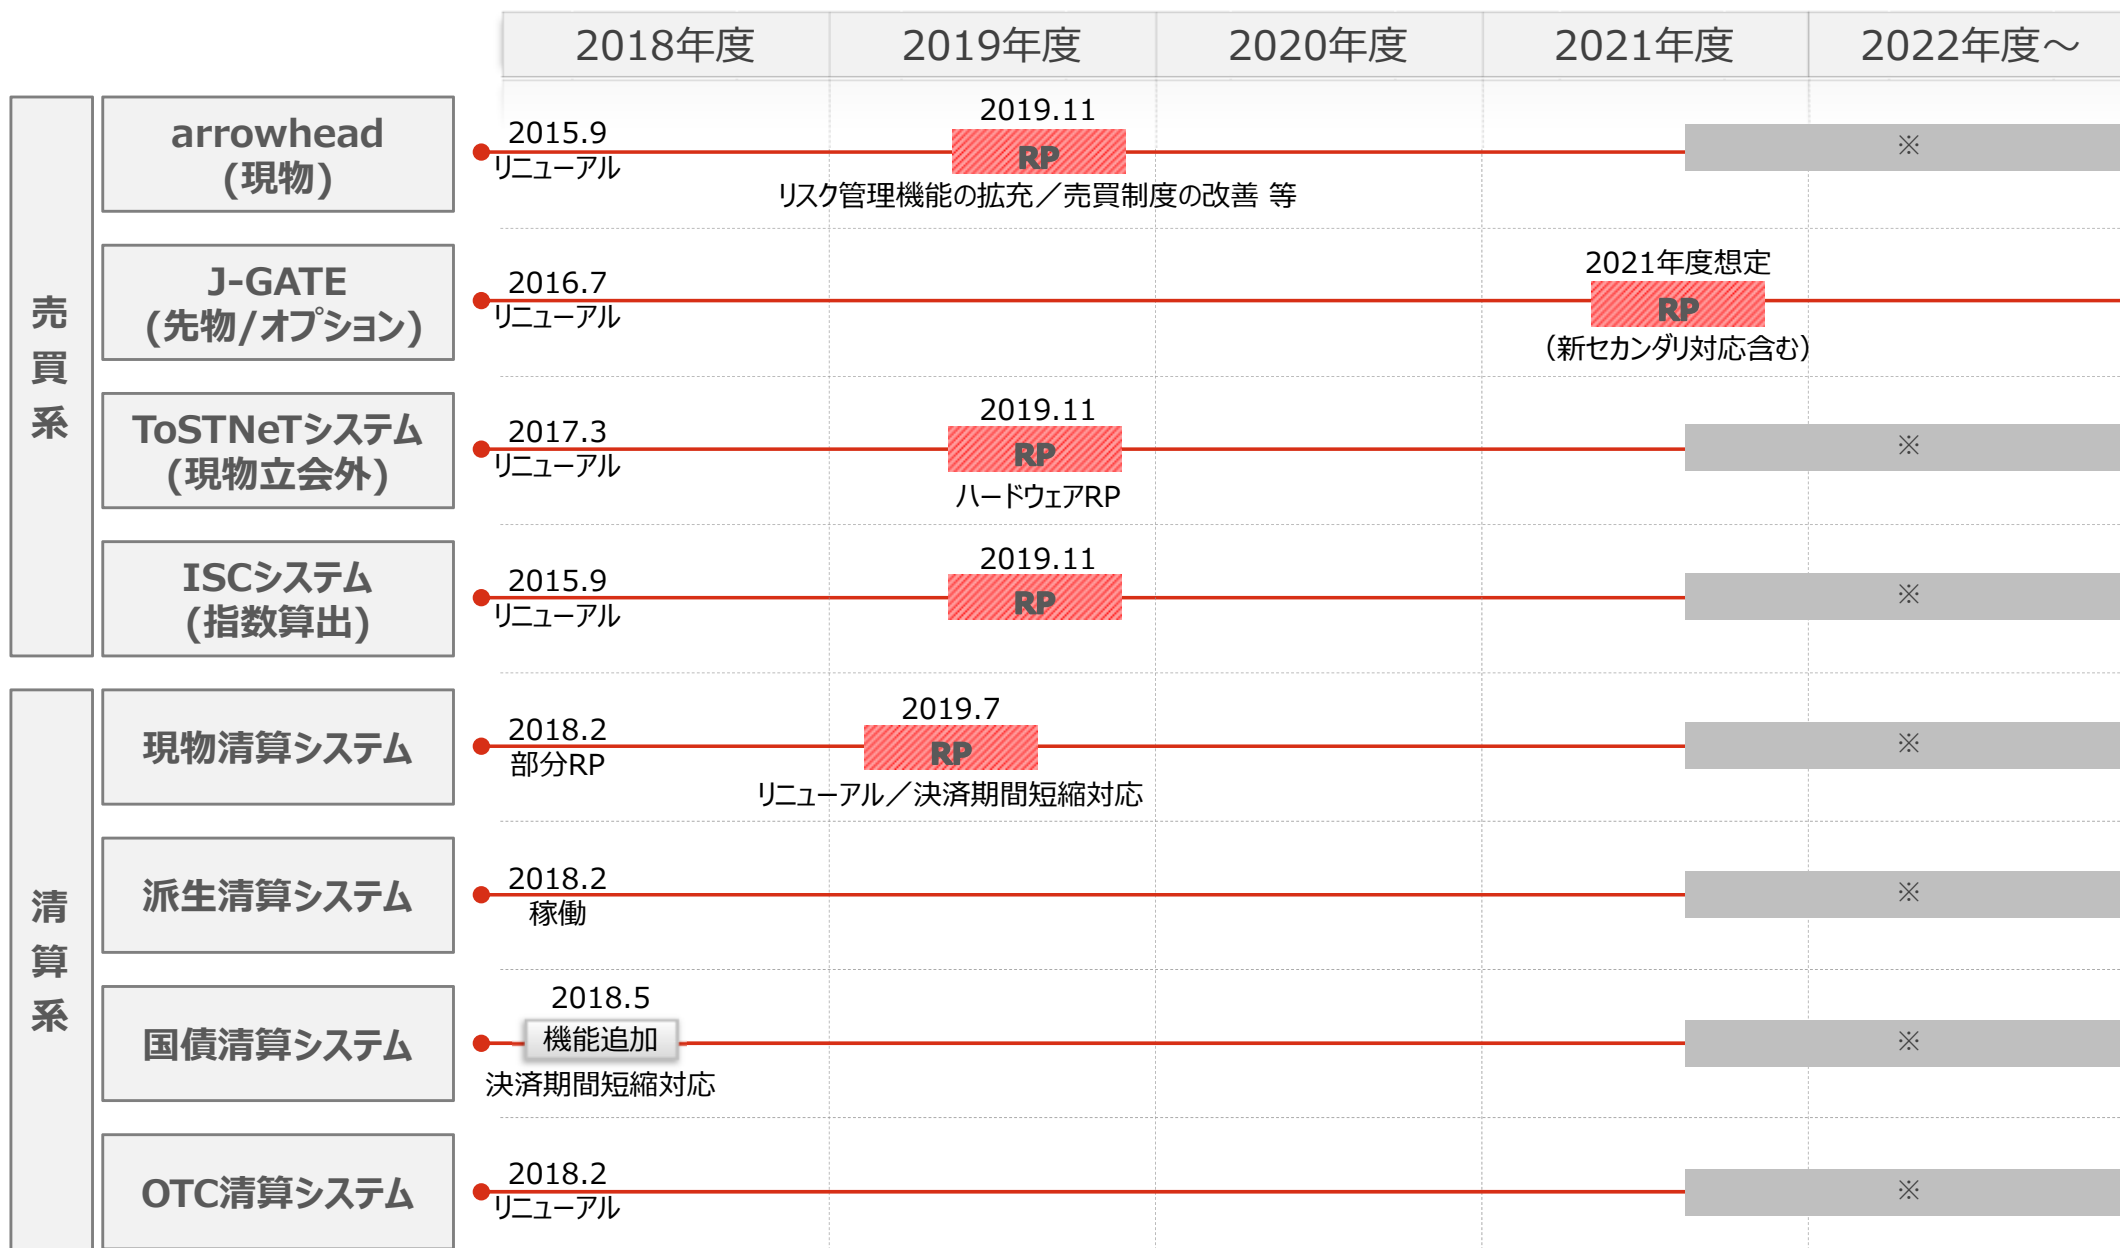 2018年度 2019年度 2020年度 2021年度 2022年度～
売買系
arrowhead
(現物)
2015.9
リニューアル
2019.11
RP
リスク管理機能の拡充／売買制度の改善 等
※
J-GATE
(先物/オプション)
2016.7
リニューアル
2021年度想定
RP
（新セカンダリ対応含む）
ToSTNeTシステム
(現物立会外)
2017.3
リニューアル
2019.11
RP
ハードウェアRP
※
ISCシステム
(指数算出)
2015.9
リニューアル
2019.11
RP
※
清算系
現物清算システム
2018.2
部分RP
2019.7
RP
リニューアル／決済期間短縮対応
※
派生清算システム
2018.2
稼働
※
国債清算システム
2018.5
機能追加
決済期間短縮対応
※
OTC清算システム
2018.2
リニューアル
※